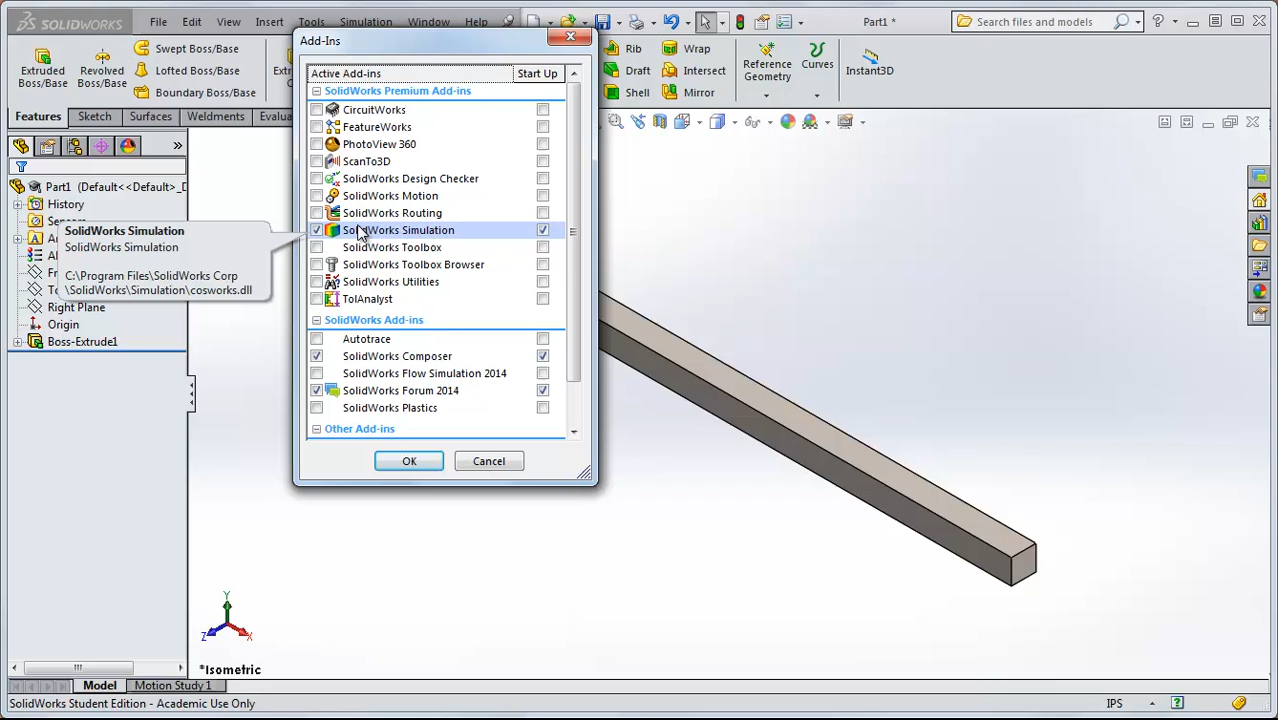 SOLIDWORKS
File
Edit
View
Insert
Tools
Simulation
Window
Help
Part1 *
Search files and models
Extruded
Boss/Base
Revolved
Boss/Base
Swept Boss/Base
Lofted Boss/Base
Boundary Boss/Base
Rib
Draft
Shell
Wrap
Intersect
Mirror
Reference
Geometry
Curves
Instant3D
Features
Sketch
Surfaces
Weldments
Evalua
Part1 (Default<<Default>_D
History
Right Plane
Origin
Boss-Extrude1
SolidWorks Simulation
SolidWorks Simulation
C:\Program Files\SolidWorks Corp
\SolidWorks\Simulation\cosworks.dll
Add-Ins
Active Add-ins
Start Up
SolidWorks Premium Add-ins
CircuitWorks
FeatureWorks
PhotoView 360
ScanTo3D
SolidWorks Design Checker
SolidWorks Motion
SolidWorks Routing
SolidWorks Simulation
SolidWorks Toolbox
SolidWorks Toolbox Browser
SolidWorks Utilities
TolAnalyst
SolidWorks Add-ins
Autotrace
SolidWorks Composer
SolidWorks Flow Simulation 2014
SolidWorks Forum 2014
SolidWorks Plastics
Other Add-ins
OK
Cancel
Y
Z
X
*Isometric
Model
Motion Study 1
SolidWorks Student Edition - Academic Use Only
IPS